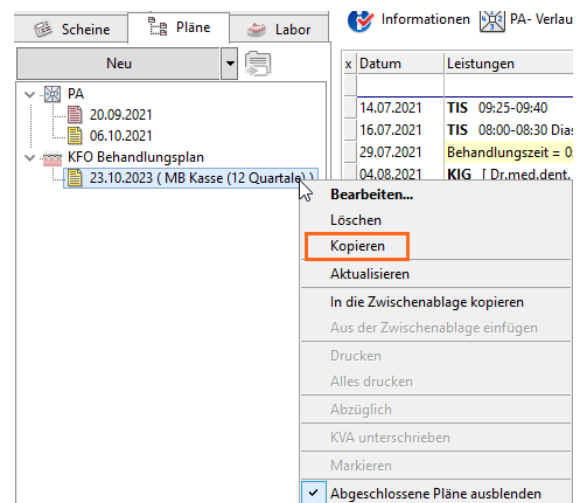 Scheine Pläne Labor
Informationen PA- Verlau
Neu
x Datum Leistungen
PA
20.09.2021
06.10.2021
KFO Behandlungsplan
23.10.2023 ( MB Kasse (12 Quartale) )
14.07.2021 TIS 09:25-09:40
16.07.2021 TIS 08:00-08:30 Dias
29.07.2021 Behandlungszeit = 0
04.08.2021 KIG [ Dr.med.dent.
Bearbeiten...
Löschen
Kopieren
Aktualisieren
In die Zwischenablage kopieren
Aus der Zwischenablage einfügen
Drucken
Alles drucken
Abzüglich
KVA unterschrieben
Markieren
Abgeschlossene Pläne ausblenden